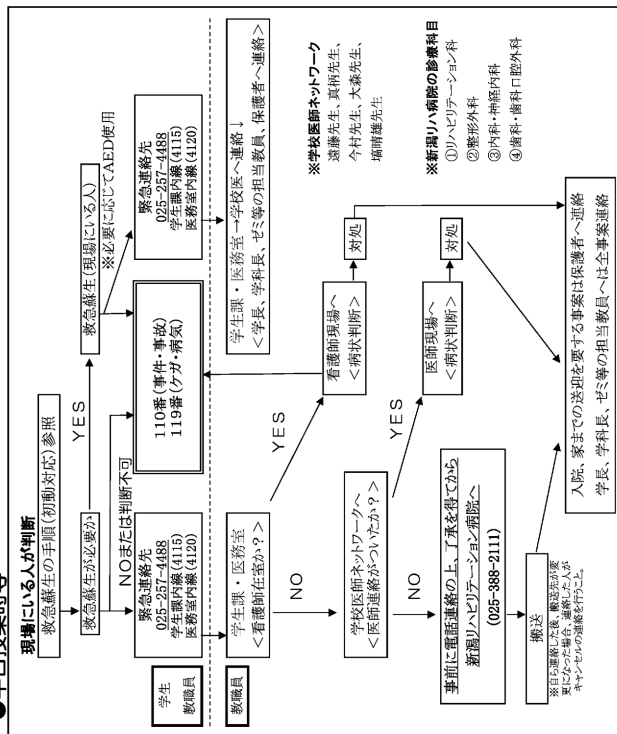 ●平日授業時等
現場にいる人が判断
救急蘇生の手順(初動対応)参照
救急蘇生が必要か
YES
救急蘇生(現場にいる人)
※必要に応じてAED使用
NOまたは判断不可
学生
教職員
緊急連絡先
025-257-4488
学生課内線(4115)
医務室内線(4120)
110番(事件・事故)
119番(ケガ・病気)
緊急連絡先
025-257-4488
学生課内線(4115)
医務室内線(4120)
教職員
学生課・医務室
<看護師在室か?>
学生課・医務室→学校医へ連絡↓
<学長、学科長、ゼミ等の担当教員、保護者へ連絡>
YES
NO
看護師現場へ
<病状判断>
対処
※学校医師ネットワーク
遠藤先生、真柄先生、
今村先生、大森先生、
塙晴雄先生
学校医師ネットワークへ
<医師連絡がついたか?>
YES
NO
医師現場へ
<病状判断>
対処
※新潟リハ病院の診療科目
①リハビリテーション科
②整形外科
③内科・神経内科
④歯科・歯科口腔外科
事前に電話連絡の上、了承を得てから
新潟リハビリテーション病院へ
(025-388-2111)
搬送
※自ら連絡した後、搬送先が変
更になった場合、連絡した人が
キャンセルの連絡を行うこと。
入院、家までの送迎を要する事案は保護者へ連絡
学長、学科長、ゼミ等の担当教員へは全事案連絡